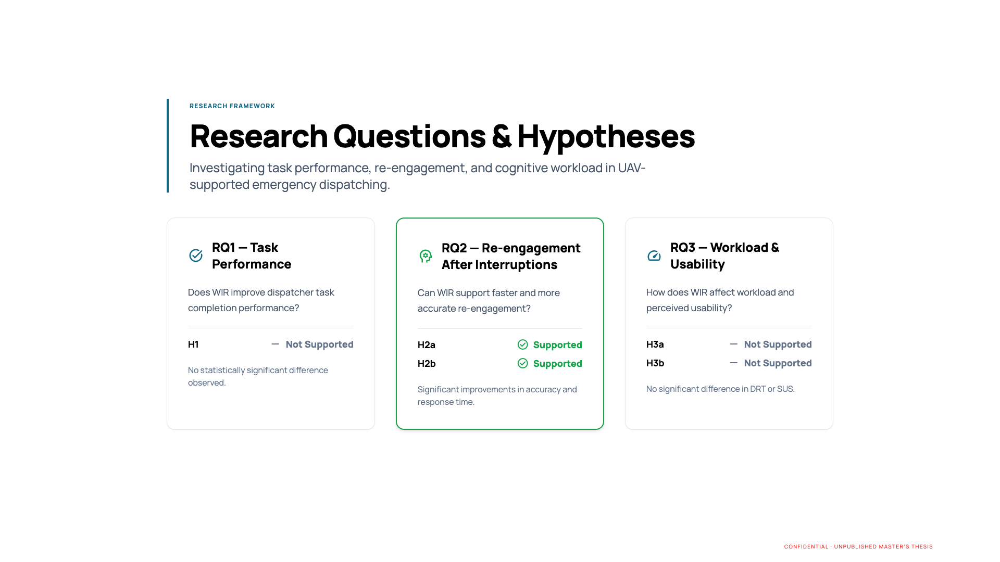 RESEARCH FRAMEWORK
Research Questions & Hypotheses
Investigating task performance, re-engagement, and cognitive workload in UAV-
supported emergency dispatching.
RQ1 — Task
Performance
Does WIR improve dispatcher task
completion performance?
H1 — Not Supported
No statistically significant difference
observed.
RQ2 — Re-engagement
After Interruptions
Can WIR support faster and more
accurate re-engagement?
H2a Supported
H2b Supported
Significant improvements in accuracy and
response time.
RQ3 — Workload &
Usability
How does WIR affect workload and
perceived usability?
H3a — Not Supported
H3b — Not Supported
No significant difference in DRT or SUS.
CONFIDENTIAL · UNPUBLISHED MASTER'S THESIS